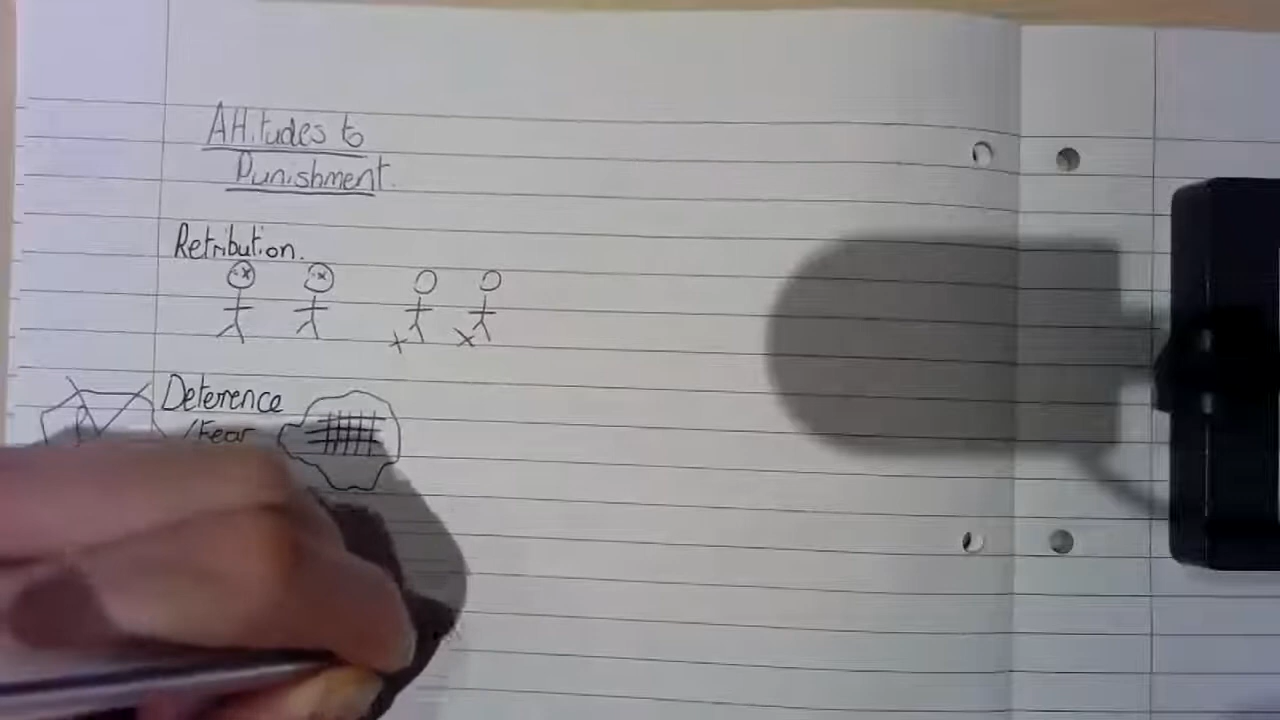 Attitudes to
Punishment.
Retribution.
Deterence
/Fear